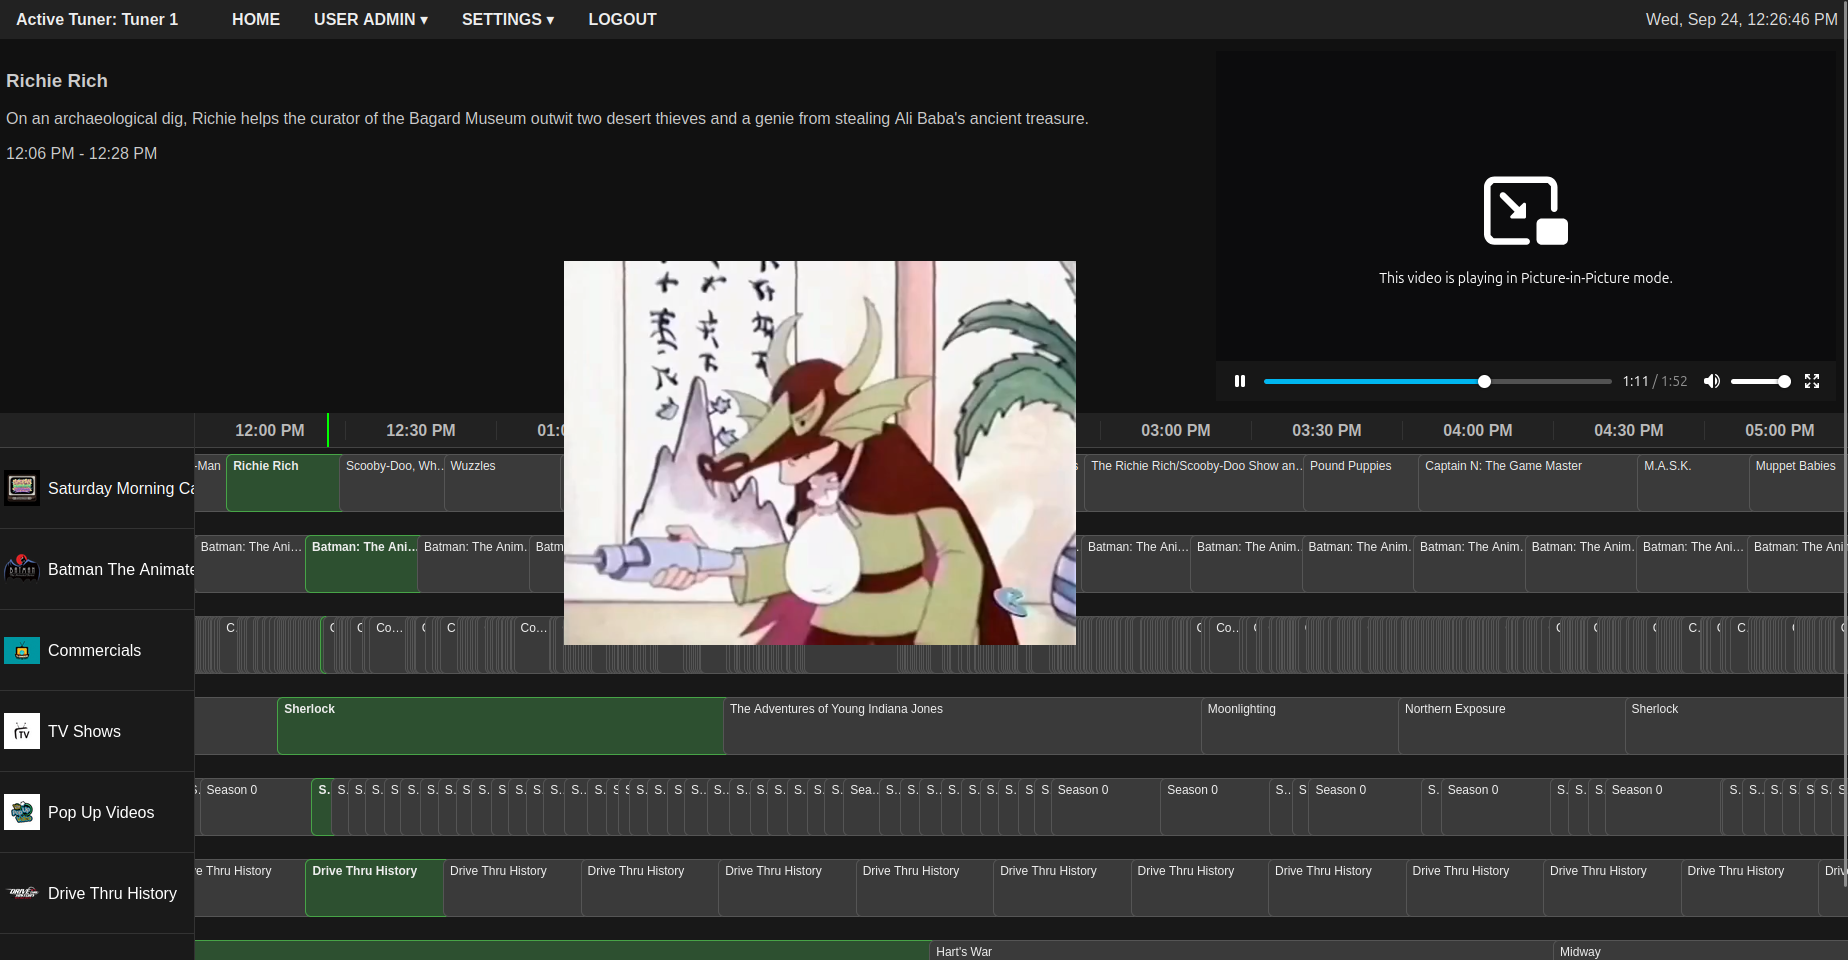 Active Tuner: Tuner 1 HOME USER ADMIN ▾ SETTINGS ▾ LOGOUT Wed, Sep 24, 12:26:46 PM
Richie Rich
On an archaeological dig, Richie helps the curator of the Bagard Museum outwit two desert thieves and a genie from stealing Ali Baba's ancient treasure.
12:06 PM - 12:28 PM
This video is playing in Picture-in-Picture mode.
1:11 / 1:52
12:00 PM 12:30 PM 01:0 03:00 PM 03:30 PM 04:00 PM 04:30 PM 05:00 PM
Saturday Morning Ca
-Man Richie Rich Scooby-Doo, Wh… Wuzzles s The Richie Rich/Scooby-Doo Show an… Pound Puppies Captain N: The Game Master M.A.S.K. Muppet Babies
Batman The Animate
Batman: The Ani… Batman: The Ani… Batman: The Anim… Batm Batman: The Ani… Batman: The Anim… Batman: The Anim… Batman: The Anim… Batman: The Anim… Batman: The Ani… Batman: The Ani
Commercials
C… C C Co… C C Co… C Co… C C C C C C… C C… C C
TV Shows
Sherlock The Adventures of Young Indiana Jones Moonlighting Northern Exposure Sherlock
Pop Up Videos
S. Season 0 S. S. S. S. S S. S. S. S S. S S. S. S. S… S. S S S. S. S S. S… S. S. S. S. S. Sea… S. S. S… S. S. S. S. S S Season 0 Season 0 S… S Season 0 S. Season 0 S. S. S Season 0 S. S… S. S. S S. S
Drive Thru History
e Thru History Drive Thru History Drive Thru History Drive Thru History Drive Thru History Drive Thru History Drive Thru History Drive Thru History Drive Thru History Drive Thru History Drive Thru History Drive Thru History Driv
Hart's War Midway